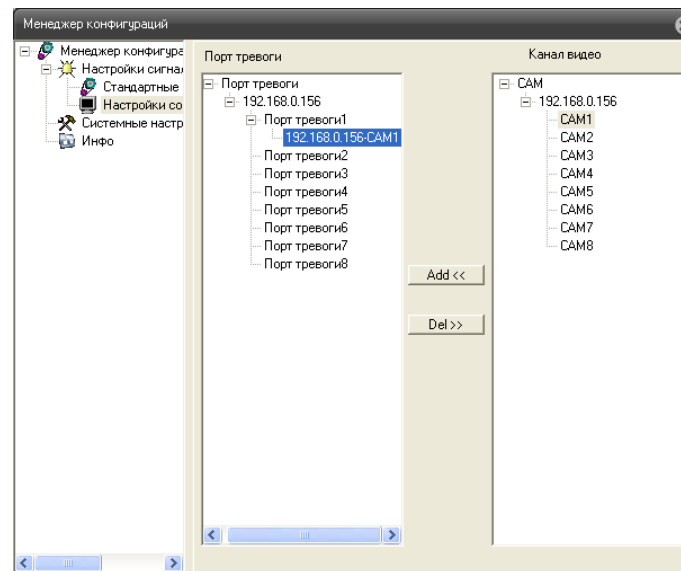 Менеджер конфигураций
Менеджер конфигура
Настройки сигнал
Стандартные
Настройки со
Системные настр
Инфо
Порт тревоги
Порт тревоги
192.168.0.156
Порт тревоги1
192.168.0.156-CAM1
Порт тревоги2
Порт тревоги3
Порт тревоги4
Порт тревоги5
Порт тревоги6
Порт тревоги7
Порт тревоги8
Add <<
Del >>
Канал видео
CAM
192.168.0.156
CAM1
CAM2
CAM3
CAM4
CAM5
CAM6
CAM7
CAM8